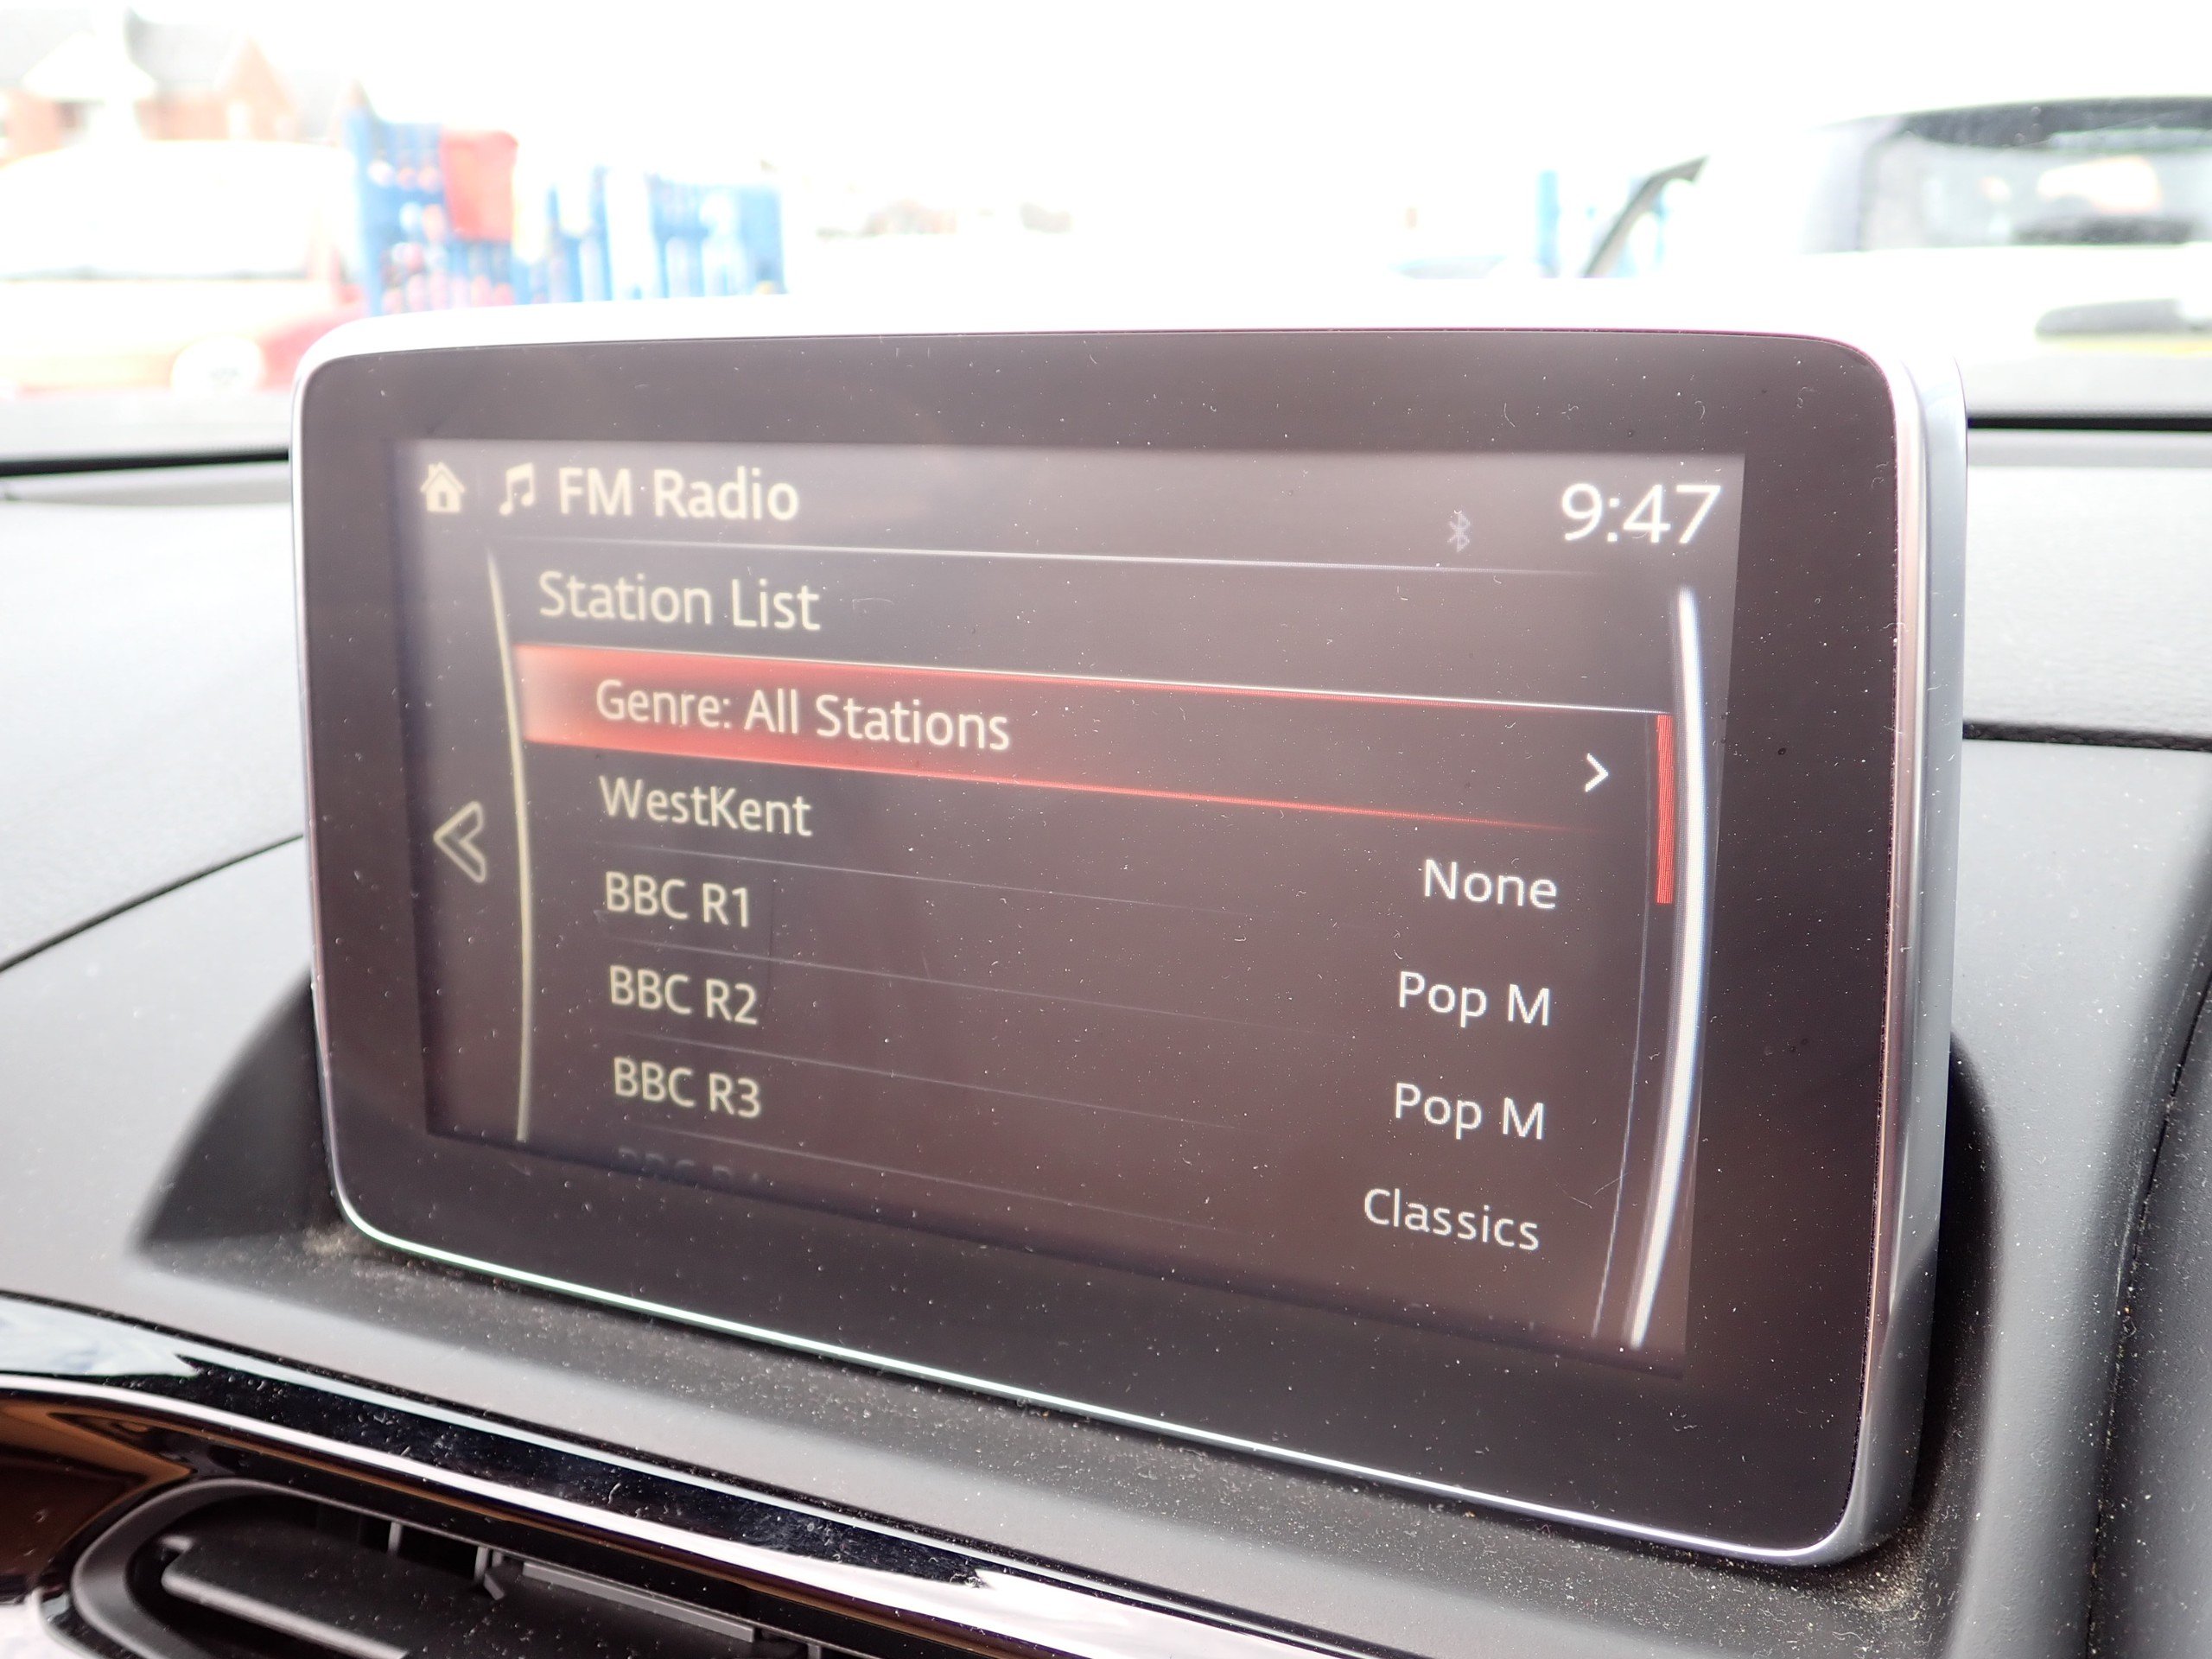 FM Radio 9:47
Station List
Genre: All Stations >
WestKent None
BBC R1 Pop M
BBC R2 Pop M
BBC R3 Classics